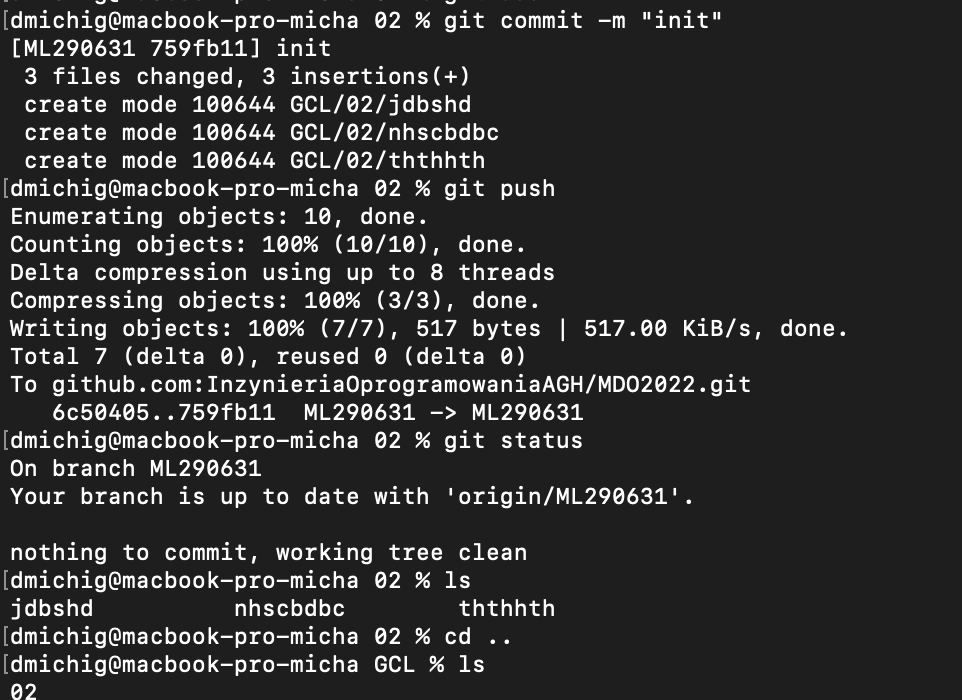 [dmichig@macbook-pro-micha 02 % git commit -m "init"
[ML290631 759fb11] init
 3 files changed, 3 insertions(+)
 create mode 100644 GCL/02/jdbshd
 create mode 100644 GCL/02/nhscbdbc
 create mode 100644 GCL/02/niththhth
[dmichig@macbook-pro-micha 02 % git push
Enumerating objects: 10, done.
Counting objects: 100% (10/10), done.
Delta compression using up to 8 threads
Compressing objects: 100% (3/3), done.
Writing objects: 100% (7/7), 517 bytes | 517.00 KiB/s, done.
Total 7 (delta 0), reused 0 (delta 0)
To github.com:InzynieriaOprogramowaniaAGH/MDO2022.git
   6c50405..759fb11  ML290631 -> ML290631
[dmichig@macbook-pro-micha 02 % git status
On branch ML290631
Your branch is up to date with 'origin/ML290631'.

nothing to commit, working tree clean
[dmichig@macbook-pro-micha 02 % ls
jdbshd          nhscbdbc        ththhth
[dmichig@macbook-pro-micha 02 % cd ..
[dmichig@macbook-pro-micha GCL % ls
02